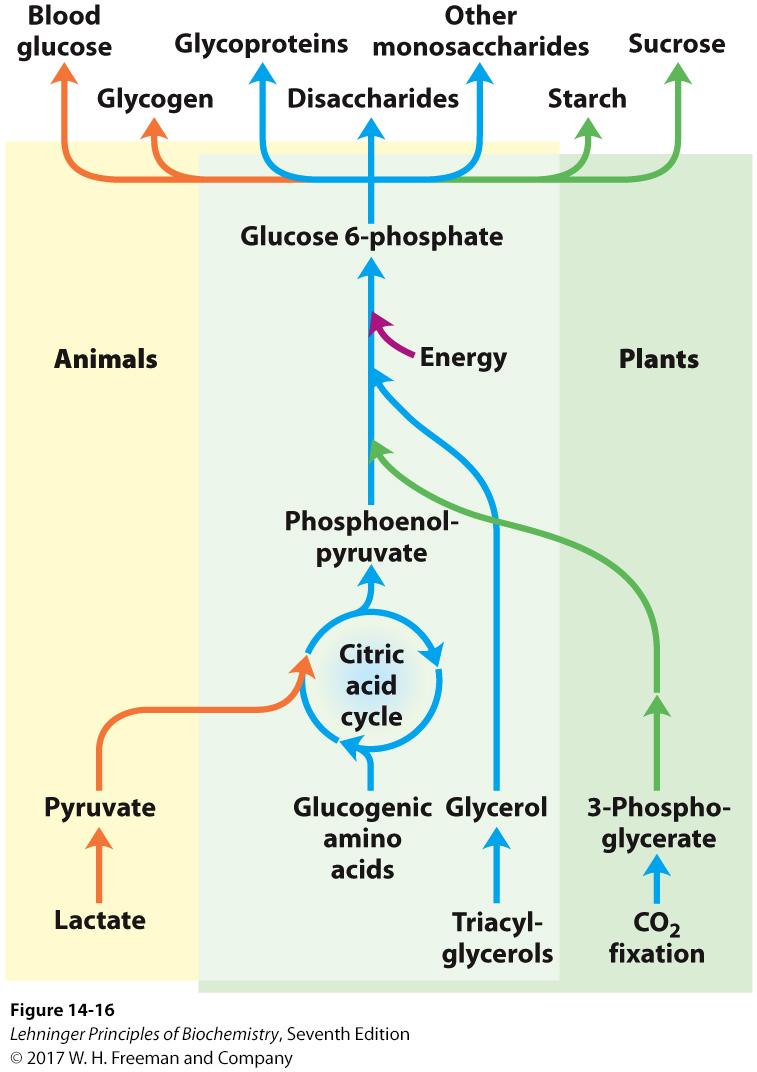 Blood
glucose
Glycoproteins
Other
monosaccharides
Sucrose
Glycogen
Disaccharides
Starch
Glucose 6-phosphate
Animals
Energy
Plants
Phosphoenol-
pyruvate
Citric
acid
cycle
Pyruvate
Glucogenic
amino
acids
Glycerol
3-Phospho-
glycerate
Lactate
Triacyl-
glycerols
CO2
fixation
Figure 14-16
Lehninger Principles of Biochemistry, Seventh Edition
© 2017 W. H. Freeman and Company